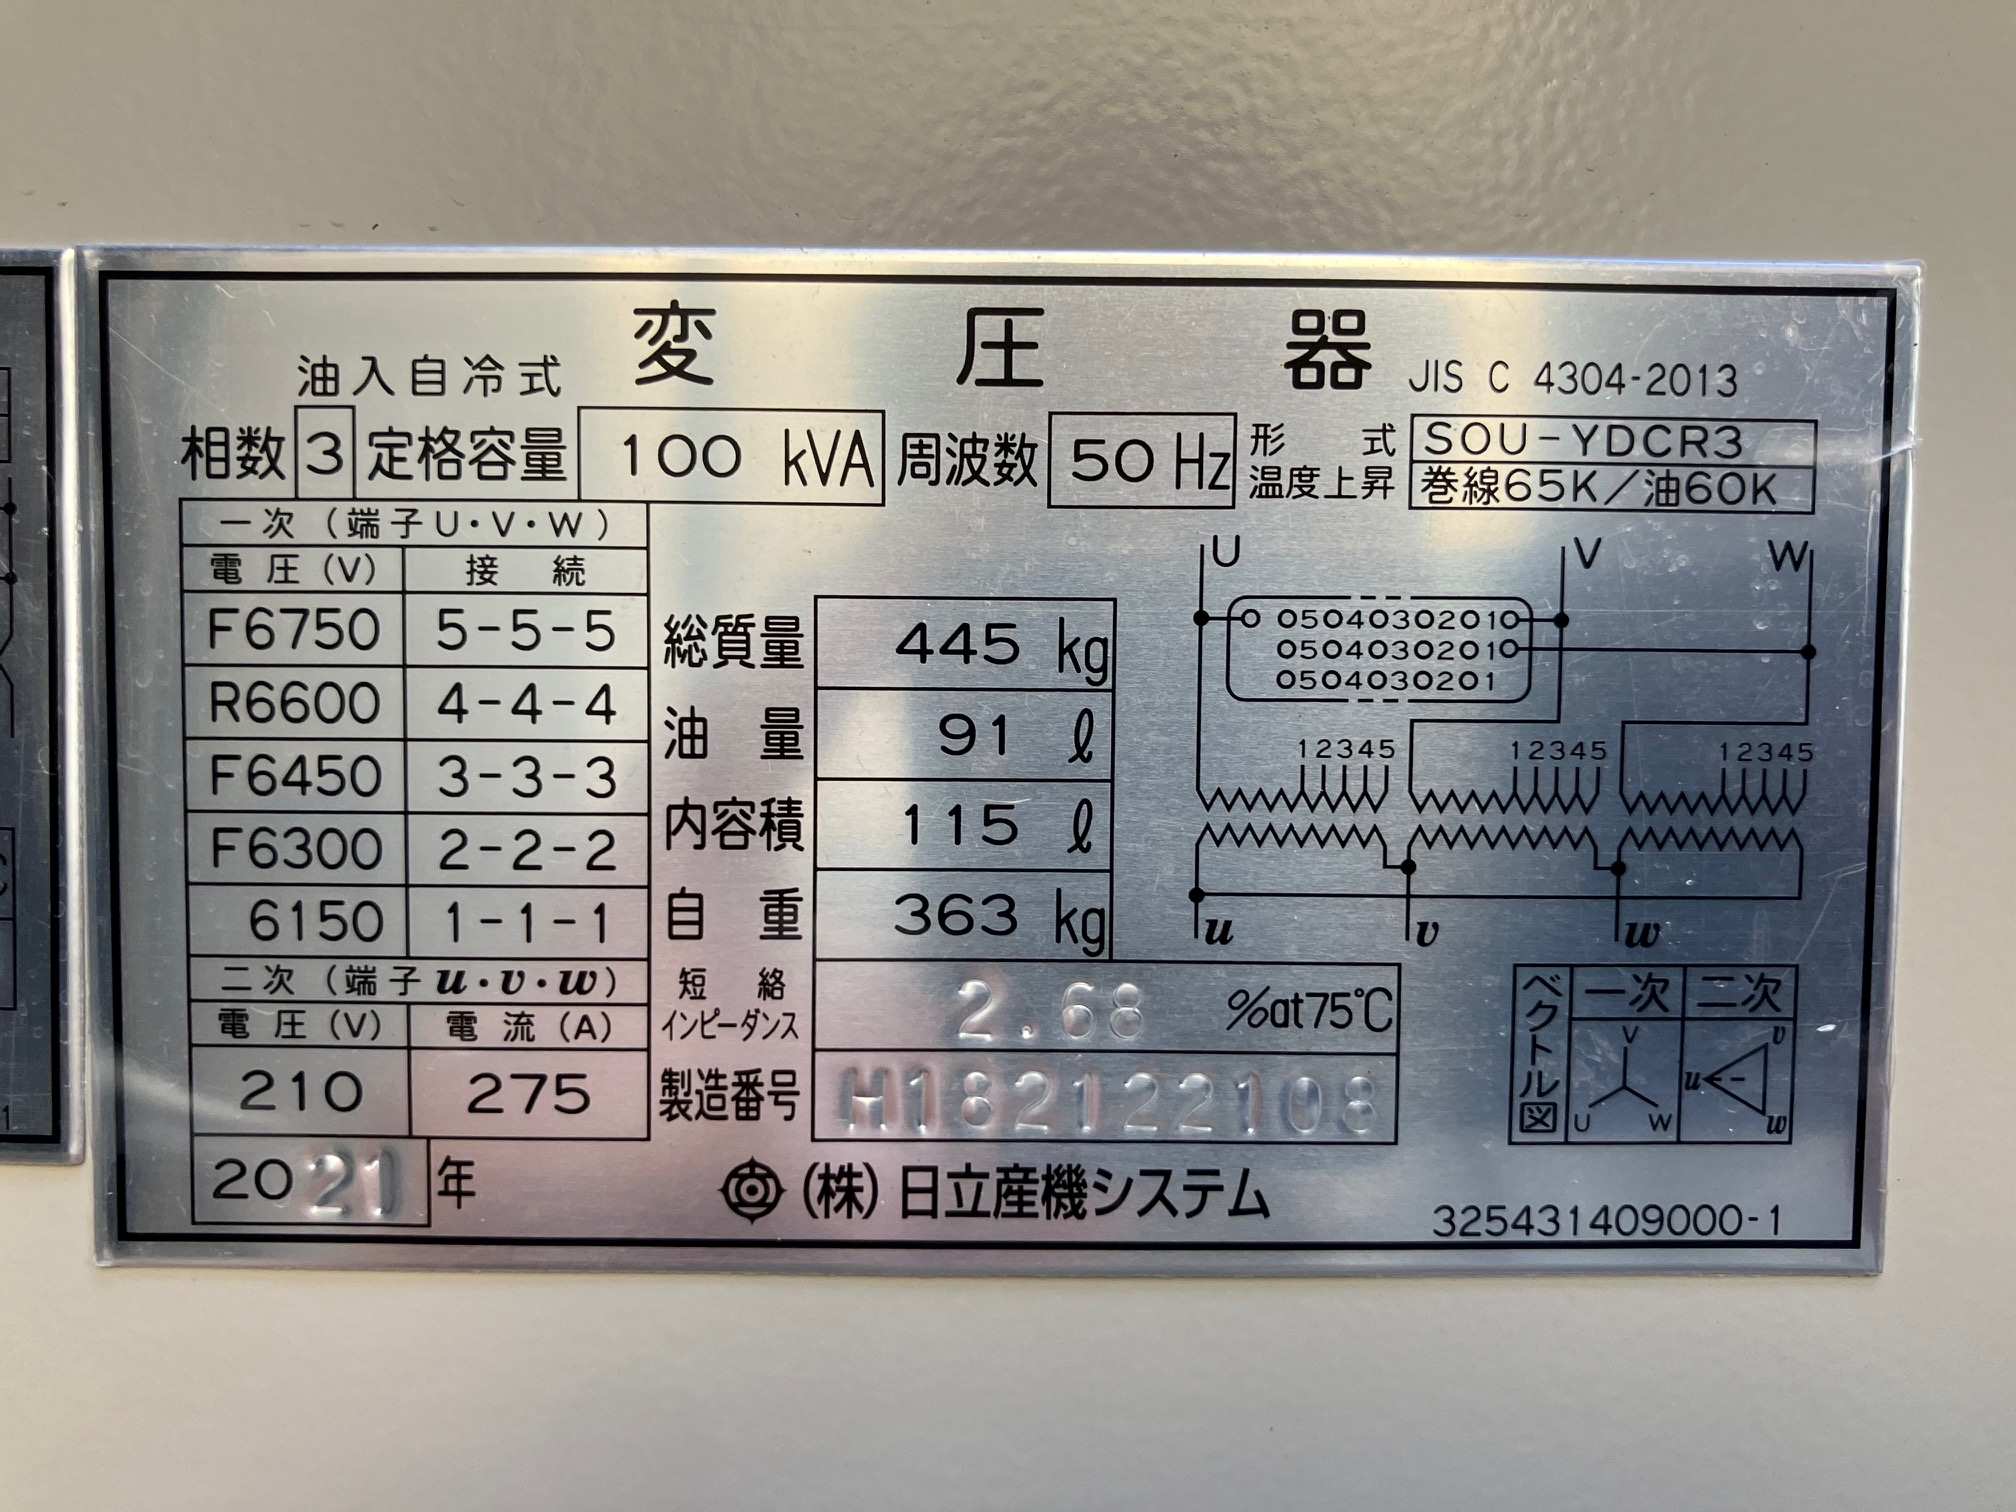 油入自冷式 変圧器 JIS C 4304-2013
相数 3 定格容量 100 kVA 周波数 50 Hz 形式 SOU-YDCR3
温度上昇 巻線65K/油60K
一次(端子U・V・W)
電圧(V) 接続
F6750 5-5-5
R6600 4-4-4
F6450 3-3-3
F6300 2-2-2
6150 1-1-1
二次(端子u・v・w)
電圧(V) 電流(A)
210 275
2021年
総質量 445 kg
油量 91 ℓ
内容積 115 ℓ
自重 363 kg
短絡インピーダンス 2.68 %at75℃
製造番号 M182122108
(株)日立産機システム
U V W
0504030201
0504030201
0504030201
12345 12345 12345
u v w
ベクトル図 一次 二次
V v
u
U W w
325431409000-1